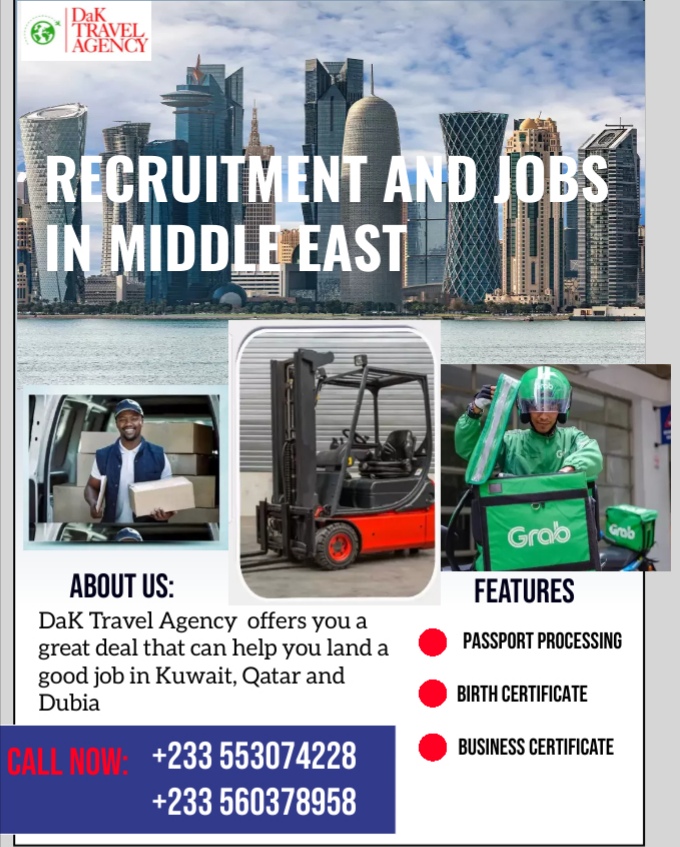 DaK
TRAVEL
AGENCY
RECRUITMENT AND JOBS
IN MIDDLE EAST
Grab
Grab
Grab
ABOUT US:
DaK Travel Agency offers you a
great deal that can help you land a
good job in Kuwait, Qatar and
Dubia
FEATURES
PASSPORT PROCESSING
BIRTH CERTIFICATE
BUSINESS CERTIFICATE
CALL NOW:
+233 553074228
+233 560378958